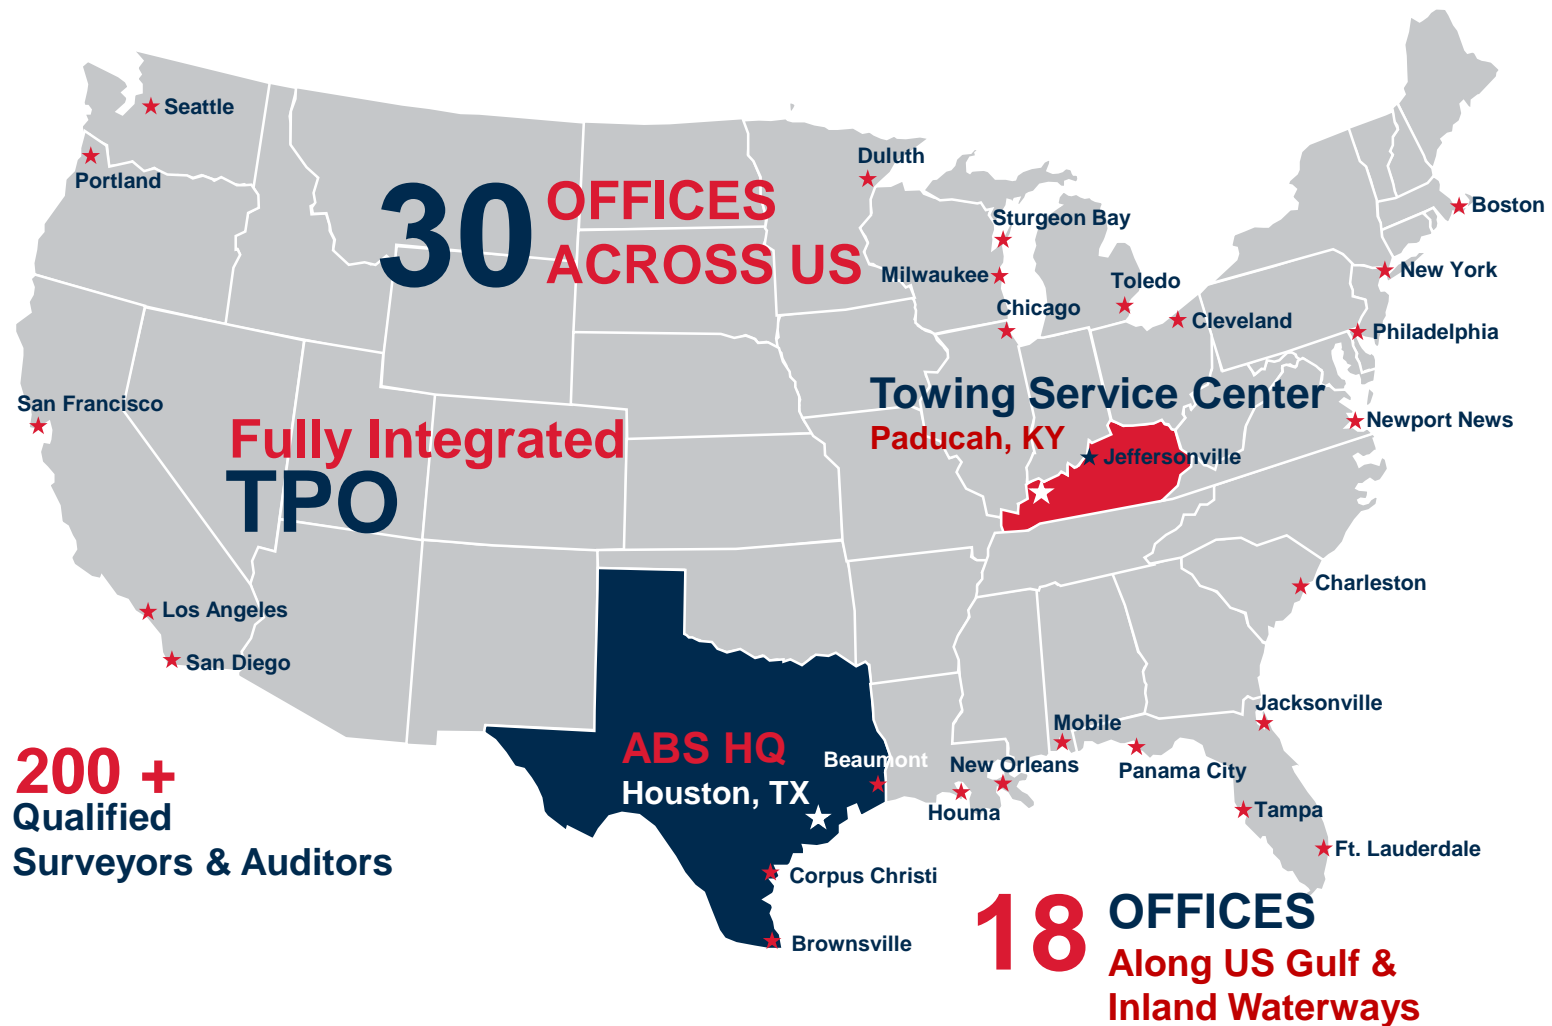 Seattle
Portland
Duluth
30
OFFICES
ACROSS US
Sturgeon Bay
Boston
Milwaukee
Toledo
New York
Chicago
Cleveland
Philadelphia
San Francisco
Fully Integrated
TPO
Towing Service Center
Paducah, KY
Jeffersonville
Newport News
Los Angeles
San Diego
Charleston
Jacksonville
ABS HQ
Houston, TX
Beaumont
Mobile
New Orleans
Panama City
Houma
Tampa
Ft. Lauderdale
200 +
Qualified
Surveyors & Auditors
Corpus Christi
Brownsville
18
OFFICES
Along US Gulf &
Inland Waterways